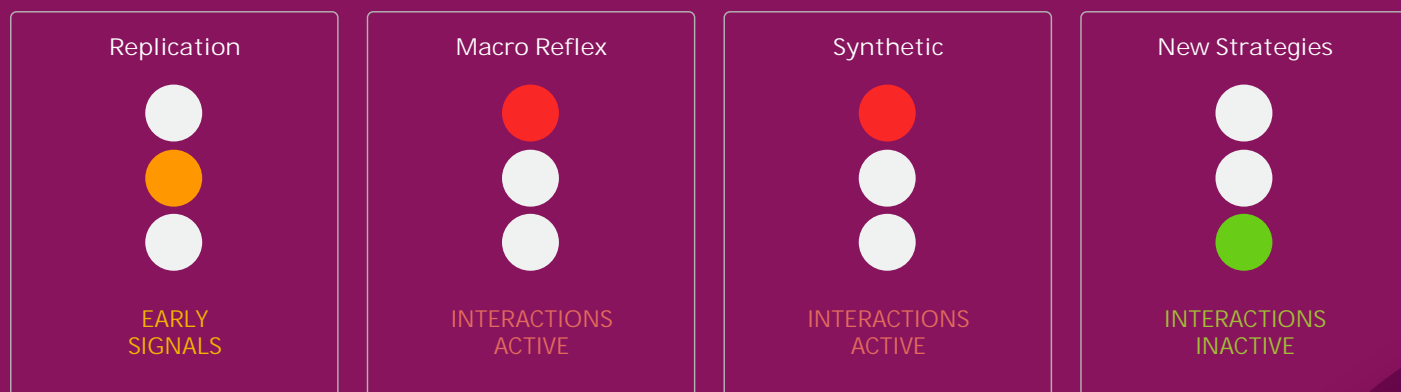 Replication
EARLY
SIGNALS
Macro Reflex
INTERACTIONS
ACTIVE
Synthetic
INTERACTIONS
ACTIVE
New Strategies
INTERACTIONS
INACTIVE